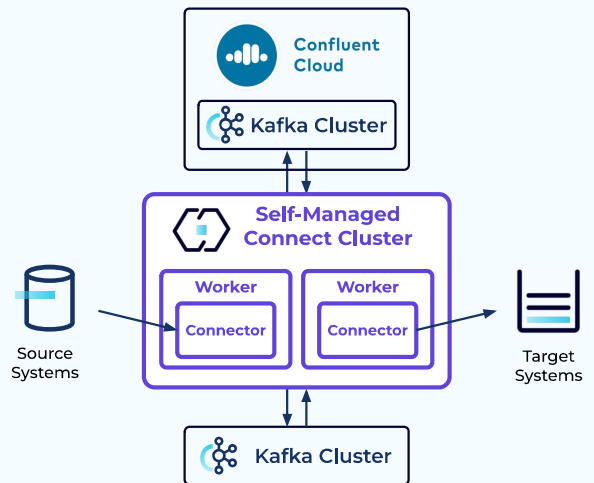 Confluent
Cloud
Kafka Cluster
Self-Managed
Connect Cluster
Worker
Connector
Worker
Connector
Source
Systems
Target
Systems
Kafka Cluster